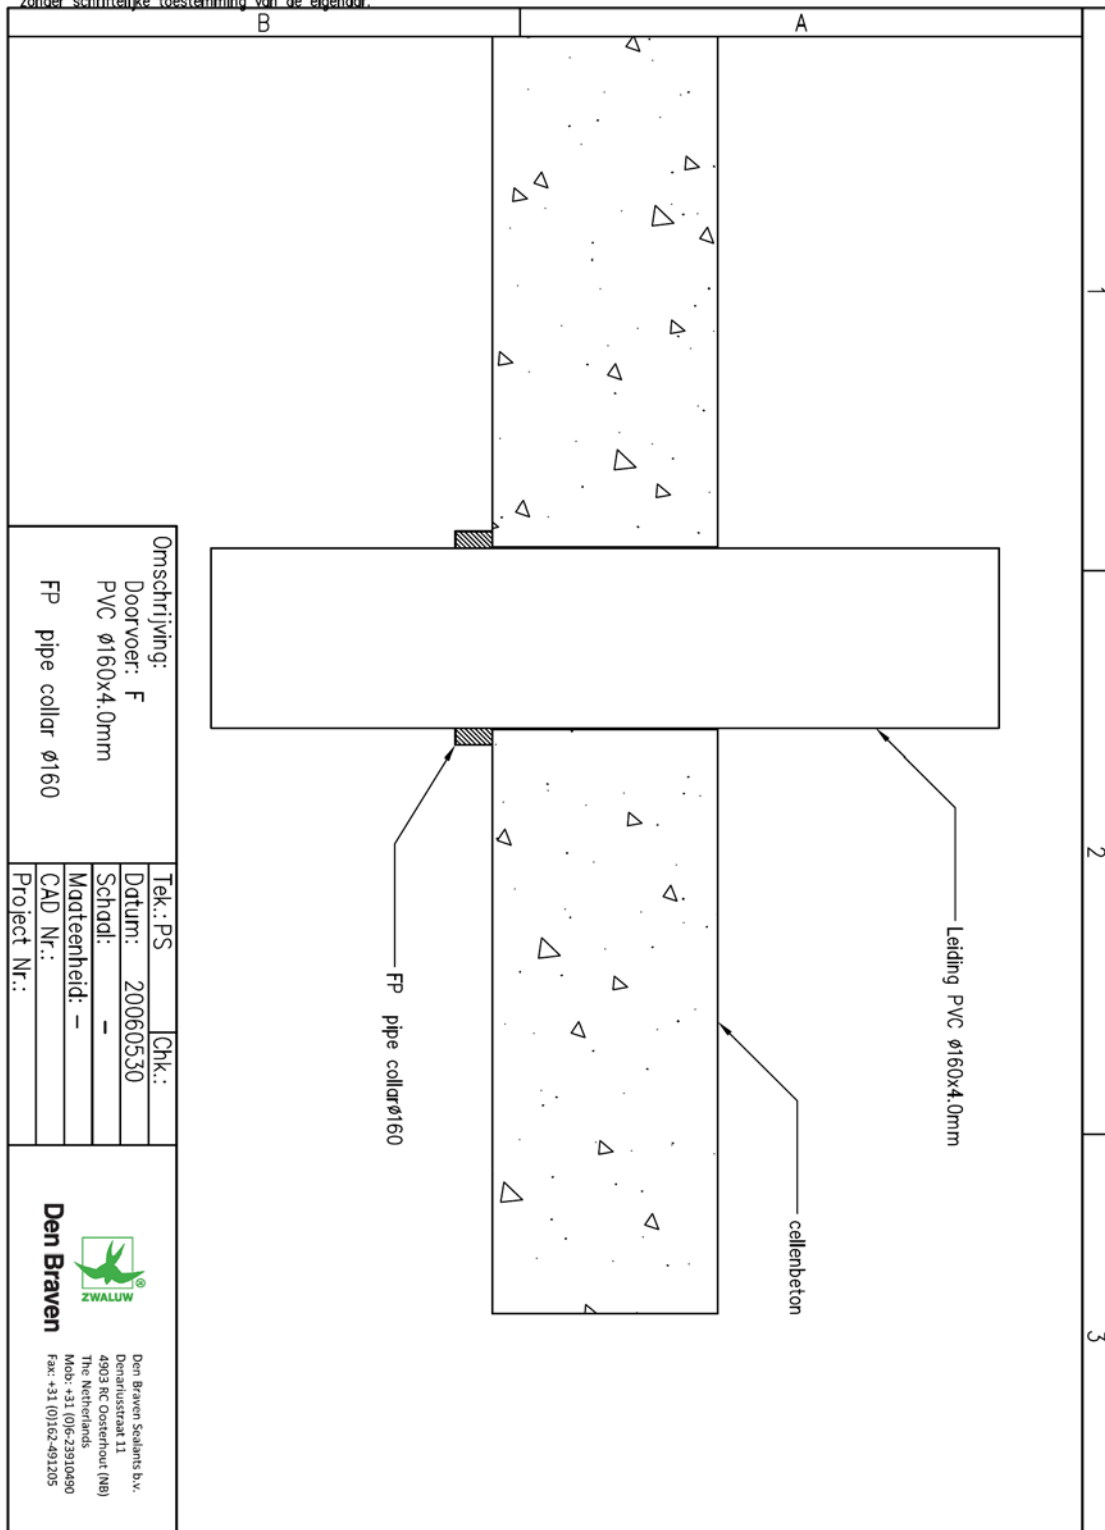 zonder schriftelijke toestemming van de eigendar.
B
A
1
2
3
Leiding PVC ø160x4.0mm
cellenbeton
FP pipe collarø160
Omschrijving:
Doorvoer: F
PVC ø160x4.0mm
FP pipe collar ø160
Tek.: PS
Chk.:
Datum: 20060530
Schaal: –
Maateenheid: –
CAD Nr.:
Project Nr.:
®
ZWALUW
Den Braven
Den Braven Sealants b.v.
Denariusstraat 11
4903 RC Oosterhout (NB)
The Netherlands
Mob: +31 (0)6-23910490
Fax: +31 (0)162-491205